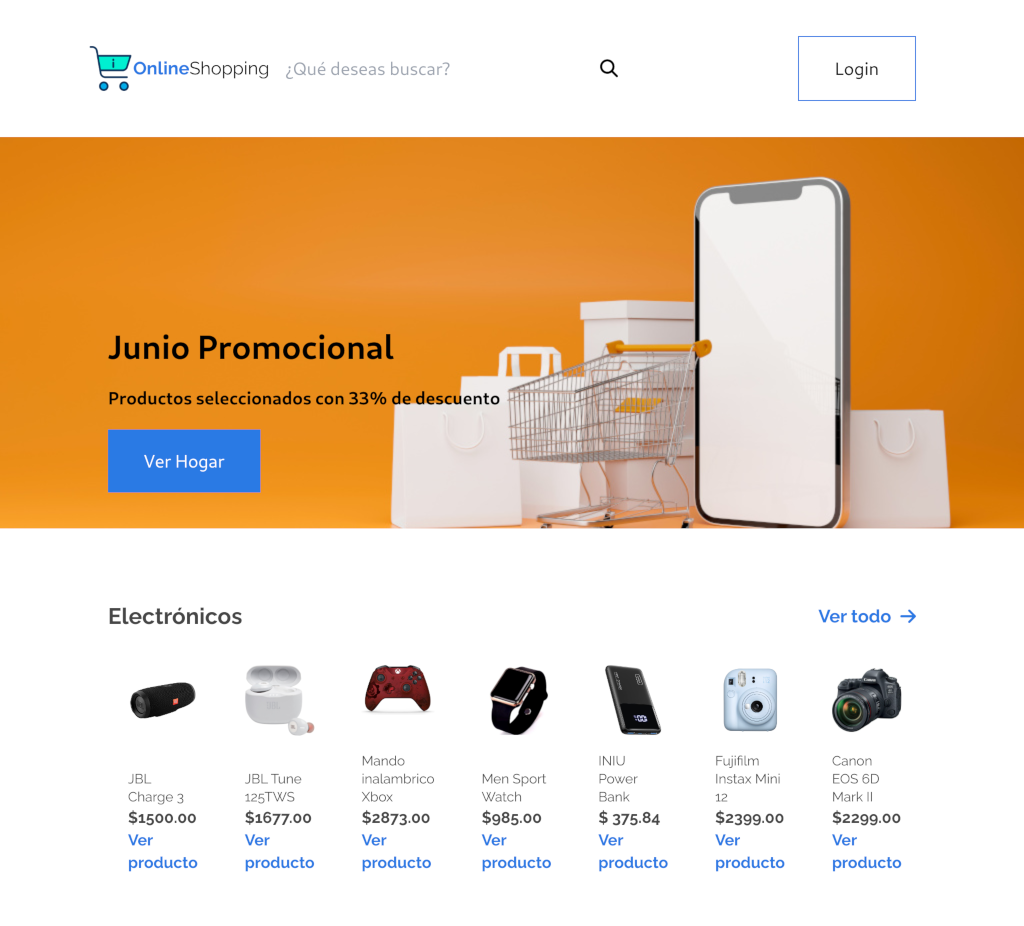 OnlineShopping
¿Qué deseas buscar?
Login
Junio Promocional
Productos seleccionados con 33% de descuento
Ver Hogar
Electrónicos
Ver todo →
JBL
Charge 3
$1500.00
Ver
producto
JBL Tune
125TWS
$1677.00
Ver
producto
Mando
inalambrico
Xbox
$2873.00
Ver
producto
Men Sport
Watch
$985.00
Ver
producto
INIU
Power
Bank
$ 375.84
Ver
producto
Fujifilm
Instax Mini
12
$2399.00
Ver
producto
Canon
EOS 6D
Mark II
$2299.00
Ver
producto